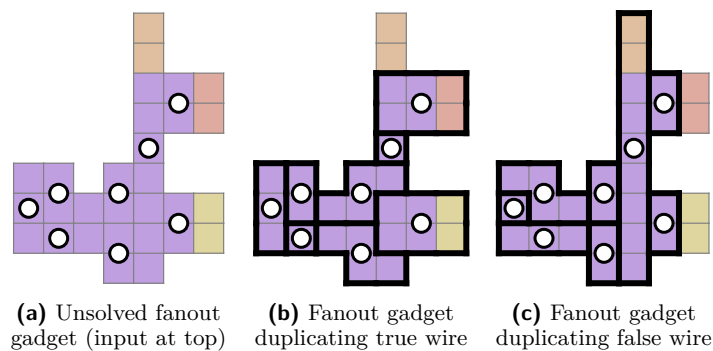 (a) Unsolved fanout
gadget (input at top)
(b) Fanout gadget
duplicating true wire
(c) Fanout gadget
duplicating false wire